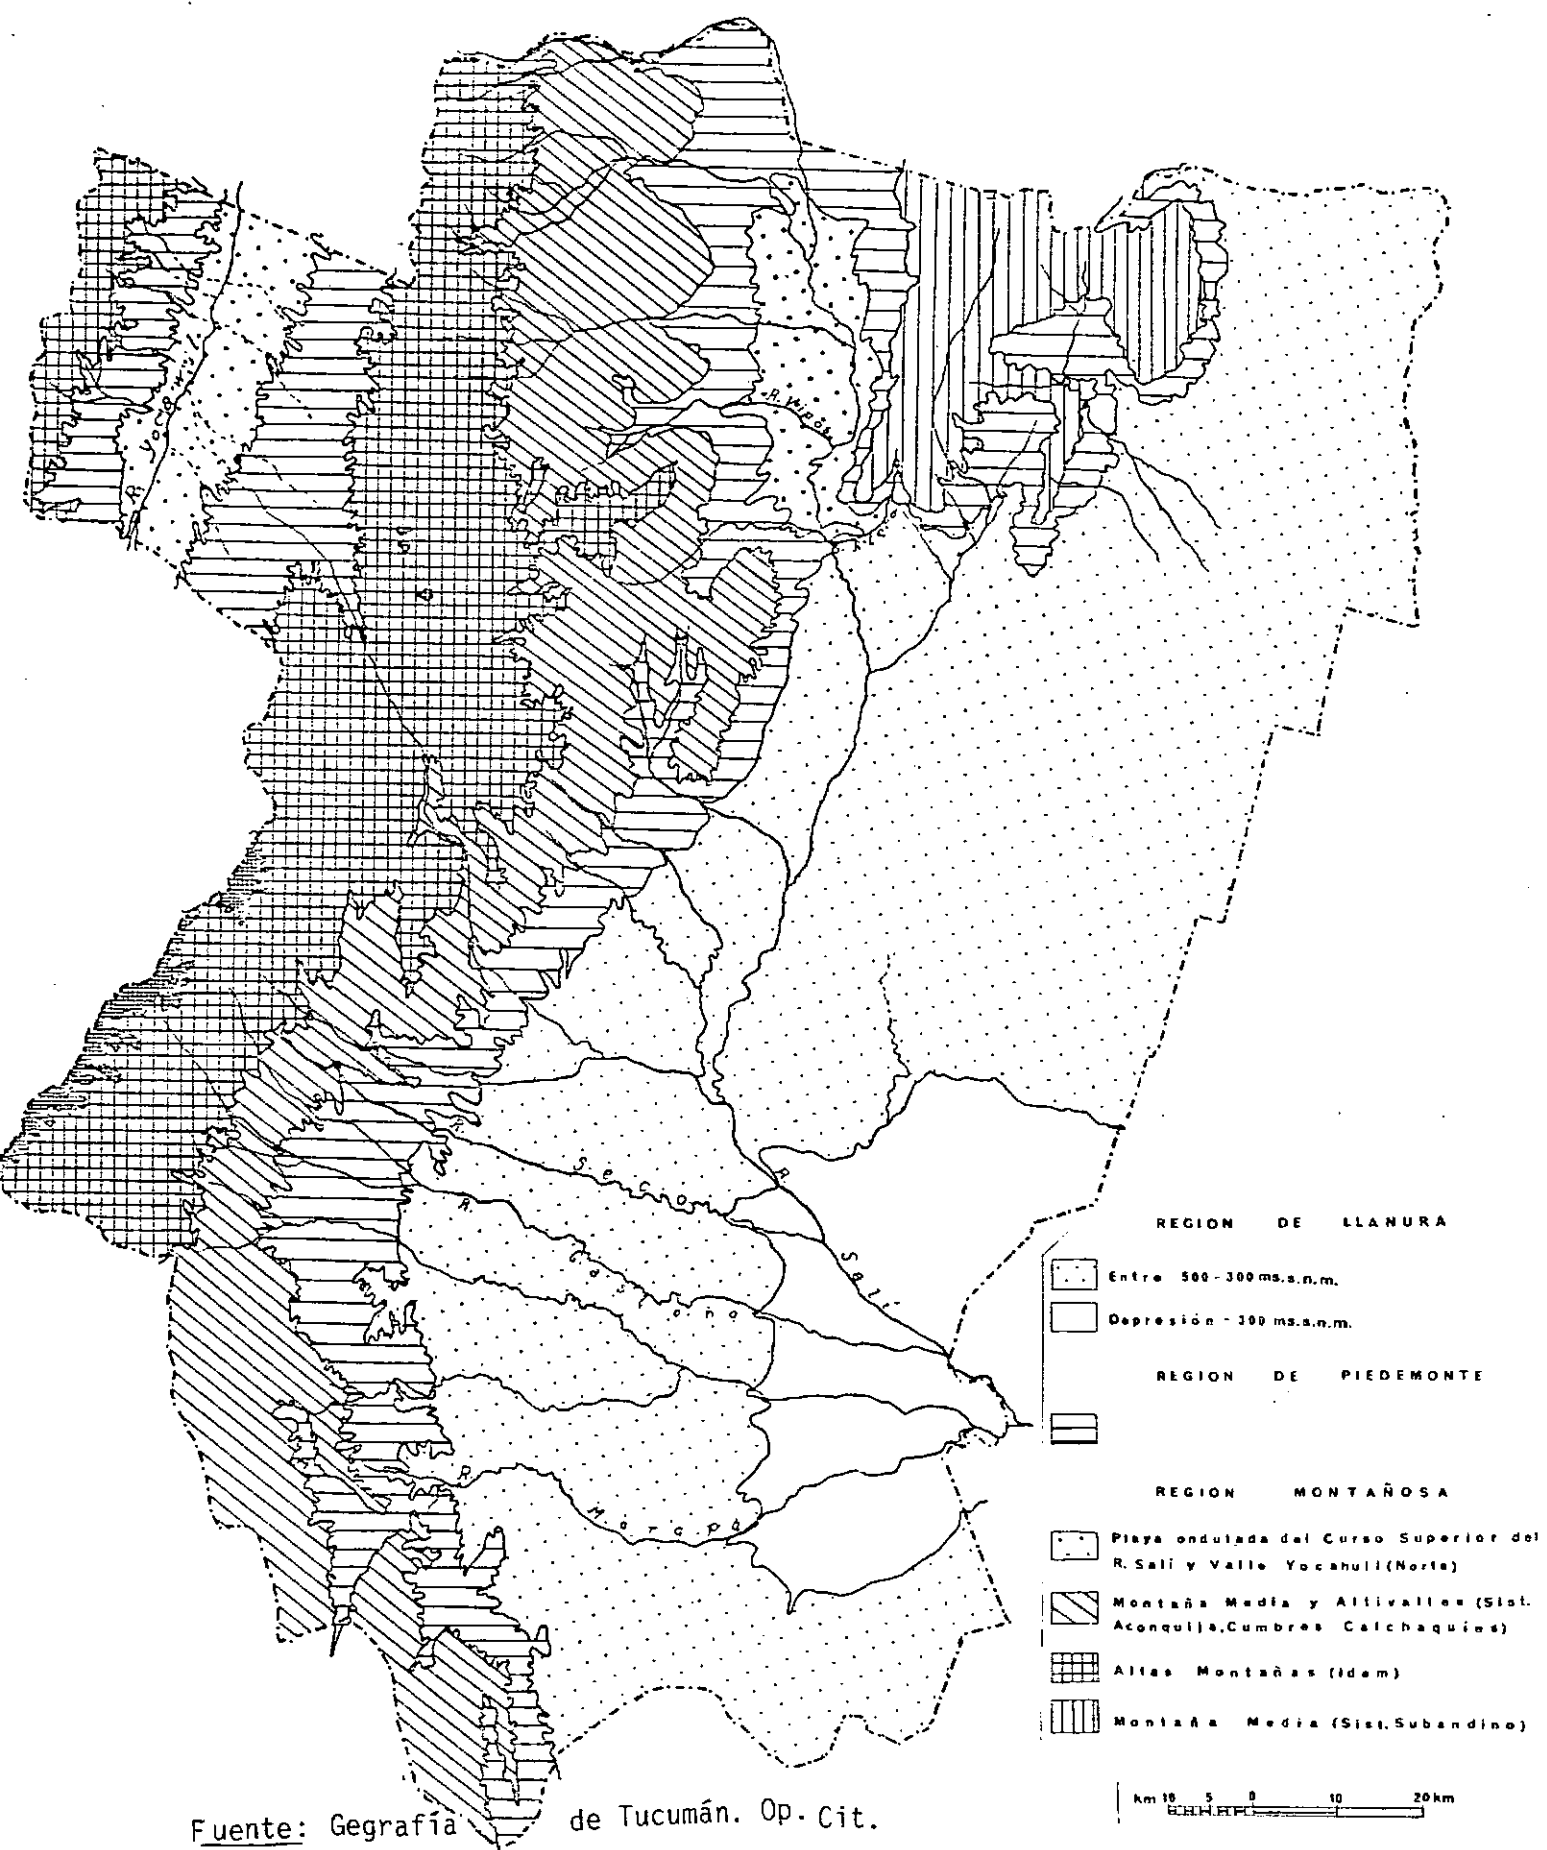 R. Yocahuil
R. Vipos
R. Seco
R. Gastona
R. Salí
R. Marapa
REGION DE LLANURA
Entre 500-300 ms.s.n.m.
Depresión - 300 ms.s.n.m.
REGION DE PIEDEMONTE
REGION MONTAÑOSA
Playa ondulada del Curso Superior del
R. Salí y Valle Yocahuil (Norte)
Montaña Media y Altivalles (Sist.
Aconquija, Cumbres Calchaquíes)
Altas Montañas (idem)
Montaña Media (Sist. Subandino)
km 10 5 0 10 20 km
Fuente: Gegrafía de Tucumán. Op. Cit.